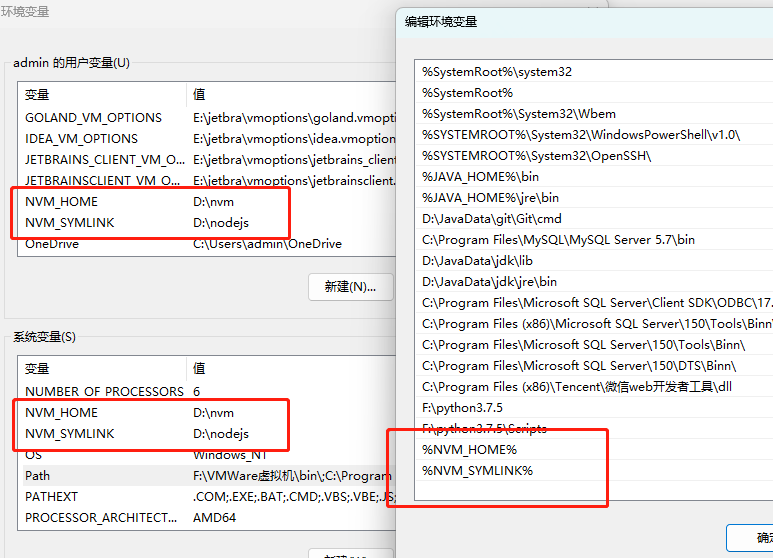 环境变量
admin 的用户变量(U)
变量 值
GOLAND_VM_OPTIONS E:\jetbra\vmoptions\goland.vmopti
IDEA_VM_OPTIONS E:\jetbra\vmoptions\idea.vmoption
JETBRAINS_CLIENT_VM_O... E:\jetbra\vmoptions\jetbrains_client
JETBRAINSCLIENT_VM_O... E:\jetbra\vmoptions\jetbrainsclient.
NVM_HOME D:\nvm
NVM_SYMLINK D:\nodejs
OneDrive C:\Users\admin\OneDrive
新建(N)...
系统变量(S)
变量 值
NUMBER_OF_PROCESSORS 6
NVM_HOME D:\nvm
NVM_SYMLINK D:\nodejs
OS Windows_NT
Path F:\VMWare虚拟机\bin\;C:\Program
PATHEXT .COM;.EXE;.BAT;.CMD;.VBS;.VBE;.JS;
PROCESSOR_ARCHITECT... AMD64
编辑环境变量
%SystemRoot%\system32
%SystemRoot%
%SystemRoot%\System32\Wbem
%SYSTEMROOT%\System32\WindowsPowerShell\v1.0\
%SYSTEMROOT%\System32\OpenSSH\
%JAVA_HOME%\bin
%JAVA_HOME%\jre\bin
D:\JavaData\git\Git\cmd
C:\Program Files\MySQL\MySQL Server 5.7\bin
D:\JavaData\jdk\lib
D:\JavaData\jdk\jre\bin
C:\Program Files\Microsoft SQL Server\Client SDK\ODBC\17.
C:\Program Files (x86)\Microsoft SQL Server\150\Tools\Binn\
C:\Program Files\Microsoft SQL Server\150\Tools\Binn\
C:\Program Files\Microsoft SQL Server\150\DTS\Binn\
C:\Program Files (x86)\Tencent\微信web开发者工具\dll
F:\python3.7.5
F:\python3.7.5\Scripts
%NVM_HOME%
%NVM_SYMLINK%